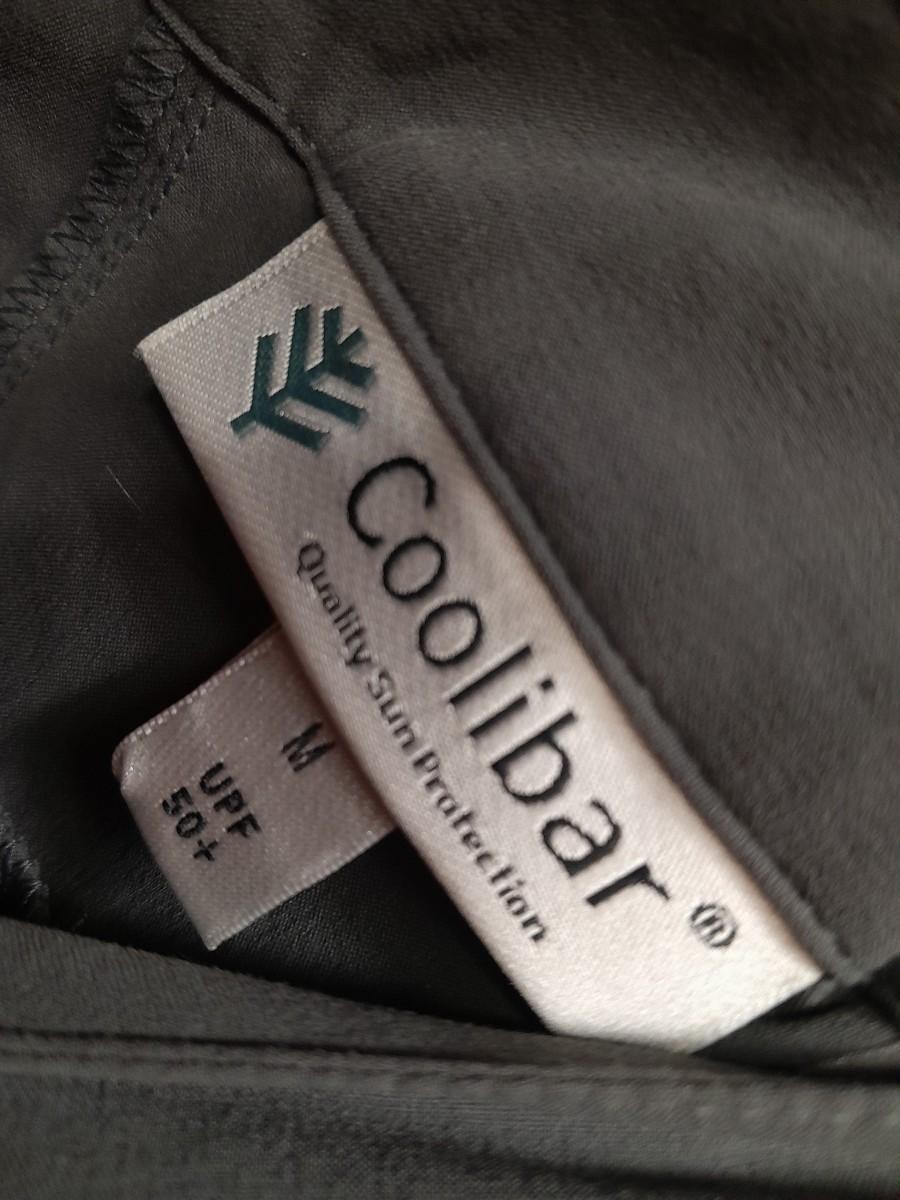 Coolibar®
Quality Sun Protection
M
UPF
50+